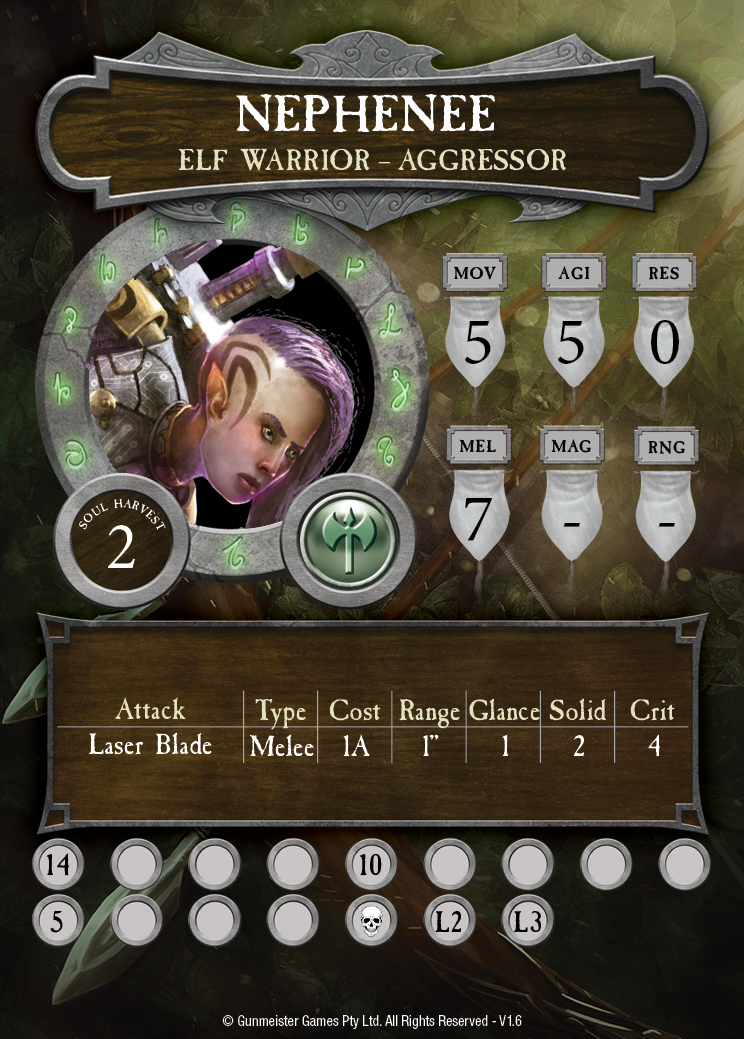 NEPHENEE
ELF WARRIOR – AGGRESSOR
MOV AGI RES
5 5 0
MEL MAG RNG
7 - -
SOUL HARVEST
2
Attack Type Cost Range Glance Solid Crit
Laser Blade Melee 1A 1” 1 2 4
14 10
5 L2 L3
© Gunmeister Games Pty Ltd. All Rights Reserved - V1.6